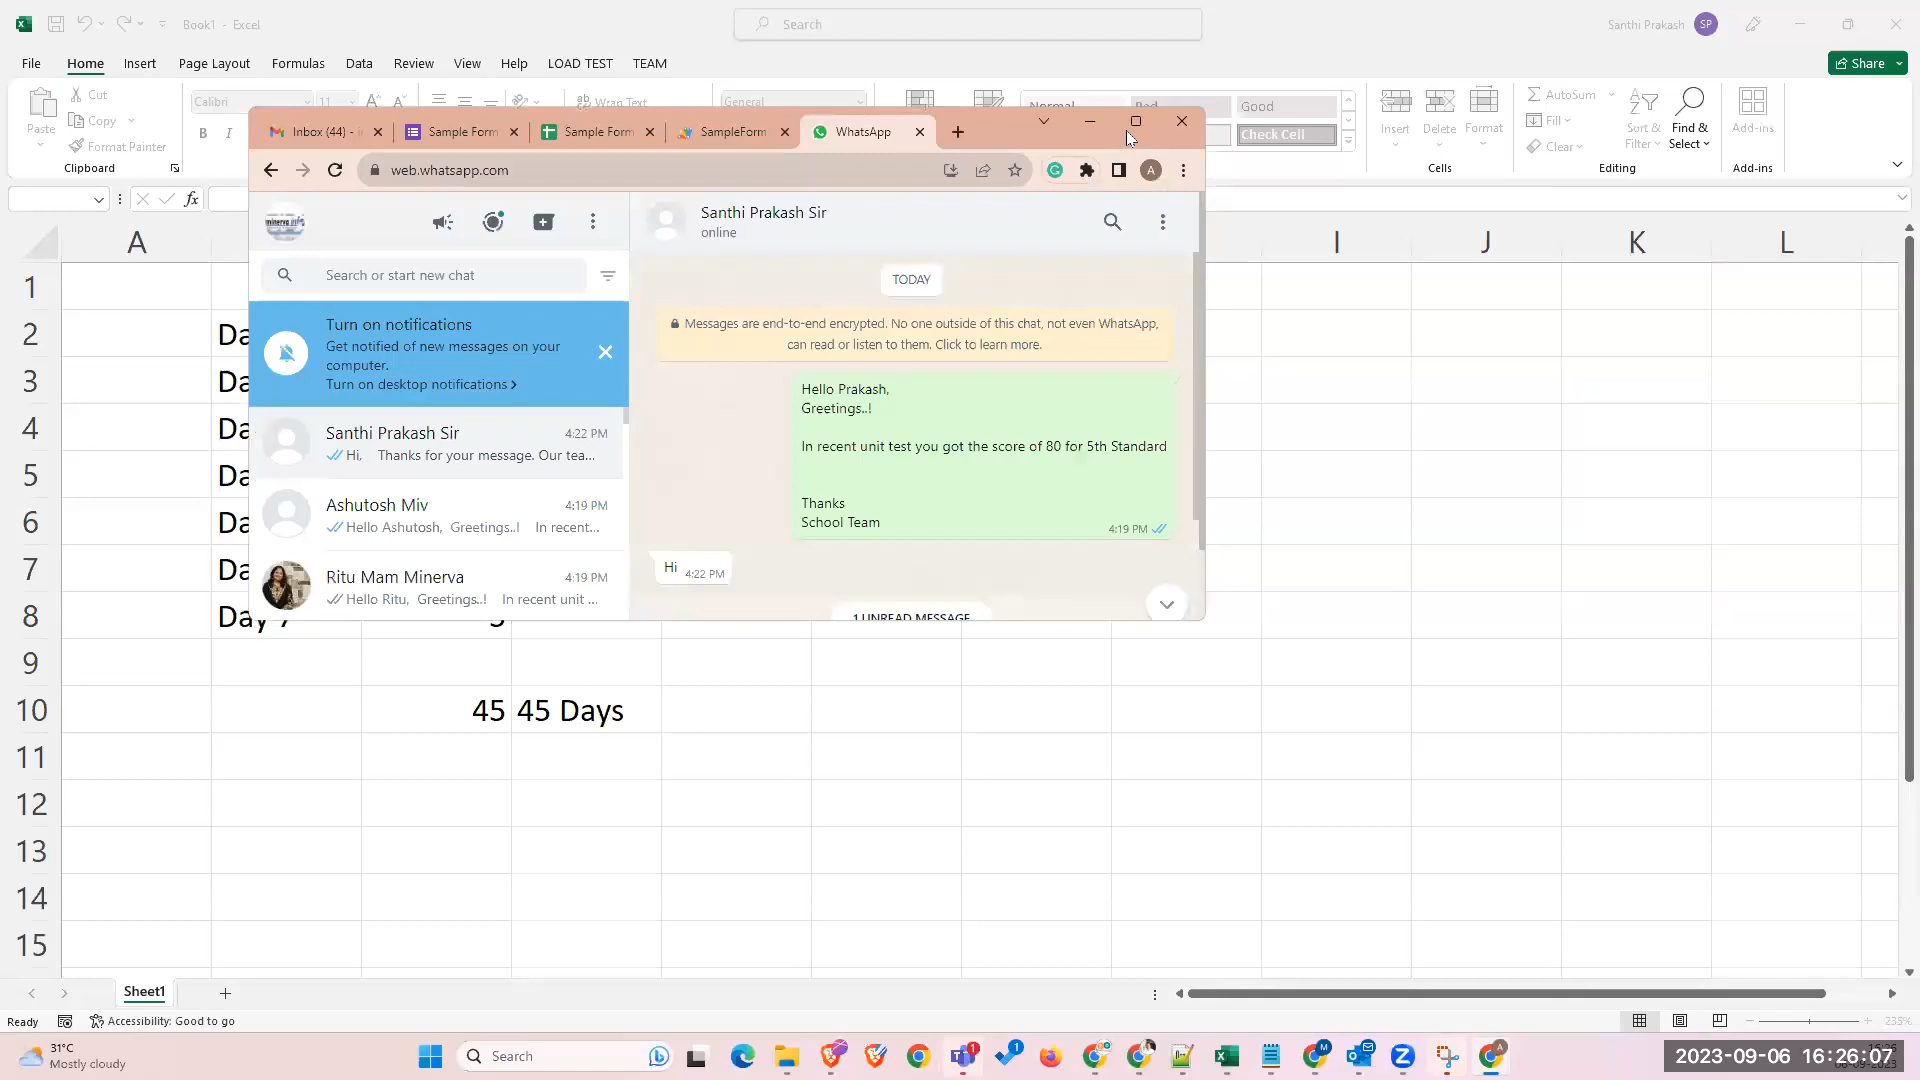 Book1 - Excel
Search
Santhi Prakash
SP
File
Home
Insert
Page Layout
Formulas
Data
Review
View
Help
LOAD TEST
TEAM
Share
Paste
Cut
Copy
Format Painter
Clipboard
Calibri
11
B
I
Wrap Text
General
Normal
Good
Check Cell
Insert
Delete
Format
Cells
AutoSum
Fill
Clear
Sort &
Filter
Find &
Select
Editing
Add-ins
Add-ins
Inbox (44) -
Sample Form
Sample Form
SampleForm
WhatsApp
web.whatsapp.com
A
fx
Santhi Prakash Sir
online
Search or start new chat
Turn on notifications
Get notified of new messages on your
computer.
Turn on desktop notifications >
Santhi Prakash Sir
4:22 PM
Hi, Thanks for your message. Our tea...
Ashutosh Miv
4:19 PM
Hello Ashutosh, Greetings..! In recent...
Ritu Mam Minerva
4:19 PM
Hello Ritu, Greetings..! In recent unit ...
TODAY
Messages are end-to-end encrypted. No one outside of this chat, not even WhatsApp,
can read or listen to them. Click to learn more.
Hello Prakash,
Greetings..!
In recent unit test you got the score of 80 for 5th Standard
Thanks
School Team
4:19 PM
Hi
4:22 PM
1 UNREAD MESSAGE
A
I
J
K
L
1
2
3
4
5
6
7
8
9
10
11
12
13
14
15
45
45 Days
Sheet1
Ready
Accessibility: Good to go
235%
31°C
Mostly cloudy
Search
2023-09-06 16:26:07